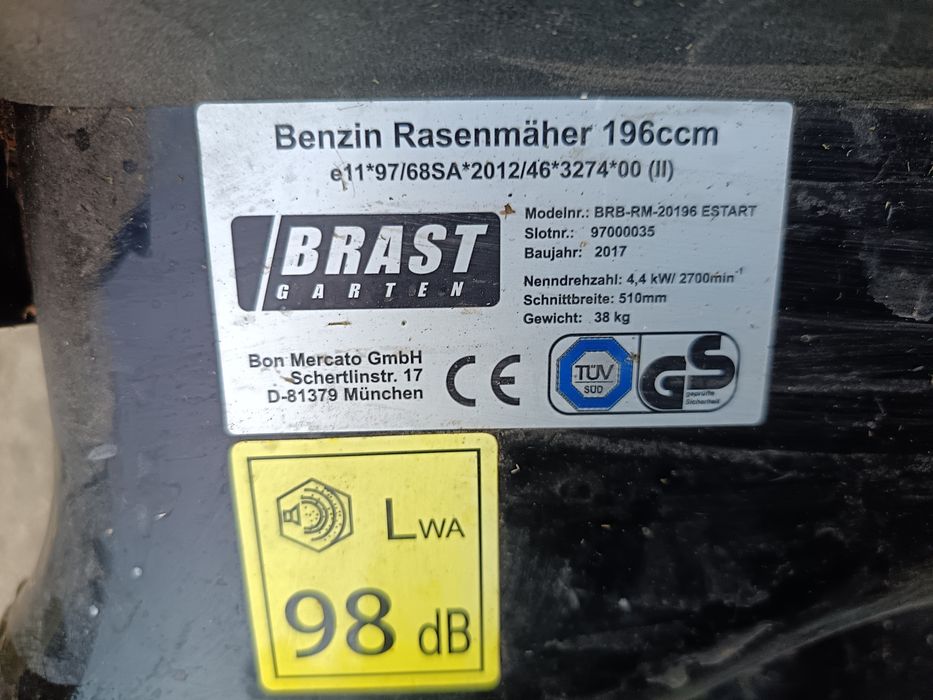 Benzin Rasenmäher 196ccm
e11*97/68SA*2012/46*3274*00 (II)
BRAST
GARTEN
Modelnr.: BRB-RM-20196 ESTART
Slotnr.: 97000035
Baujahr: 2017
Nenndrehzahl: 4,4 kW/ 2700min⁻¹
Schnittbreite: 510mm
Gewicht: 38 kg
Bon Mercato GmbH
Schertlinstr. 17
D-81379 München
CE
TÜV
SÜD
GS
geprüfte
Sicherheit
LWA
98 dB